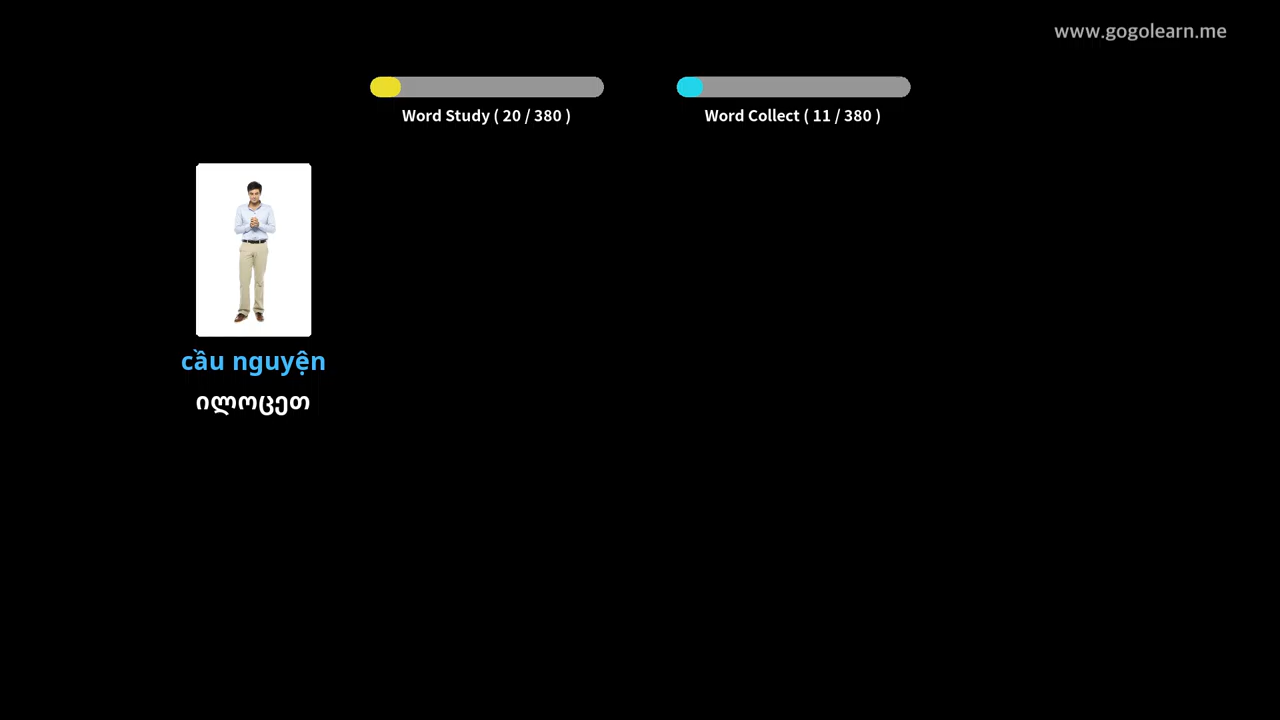 www.gogolearn.me
Word Study ( 20 / 380 )
Word Collect ( 11 / 380 )
cầu nguyện
ილოცეთ